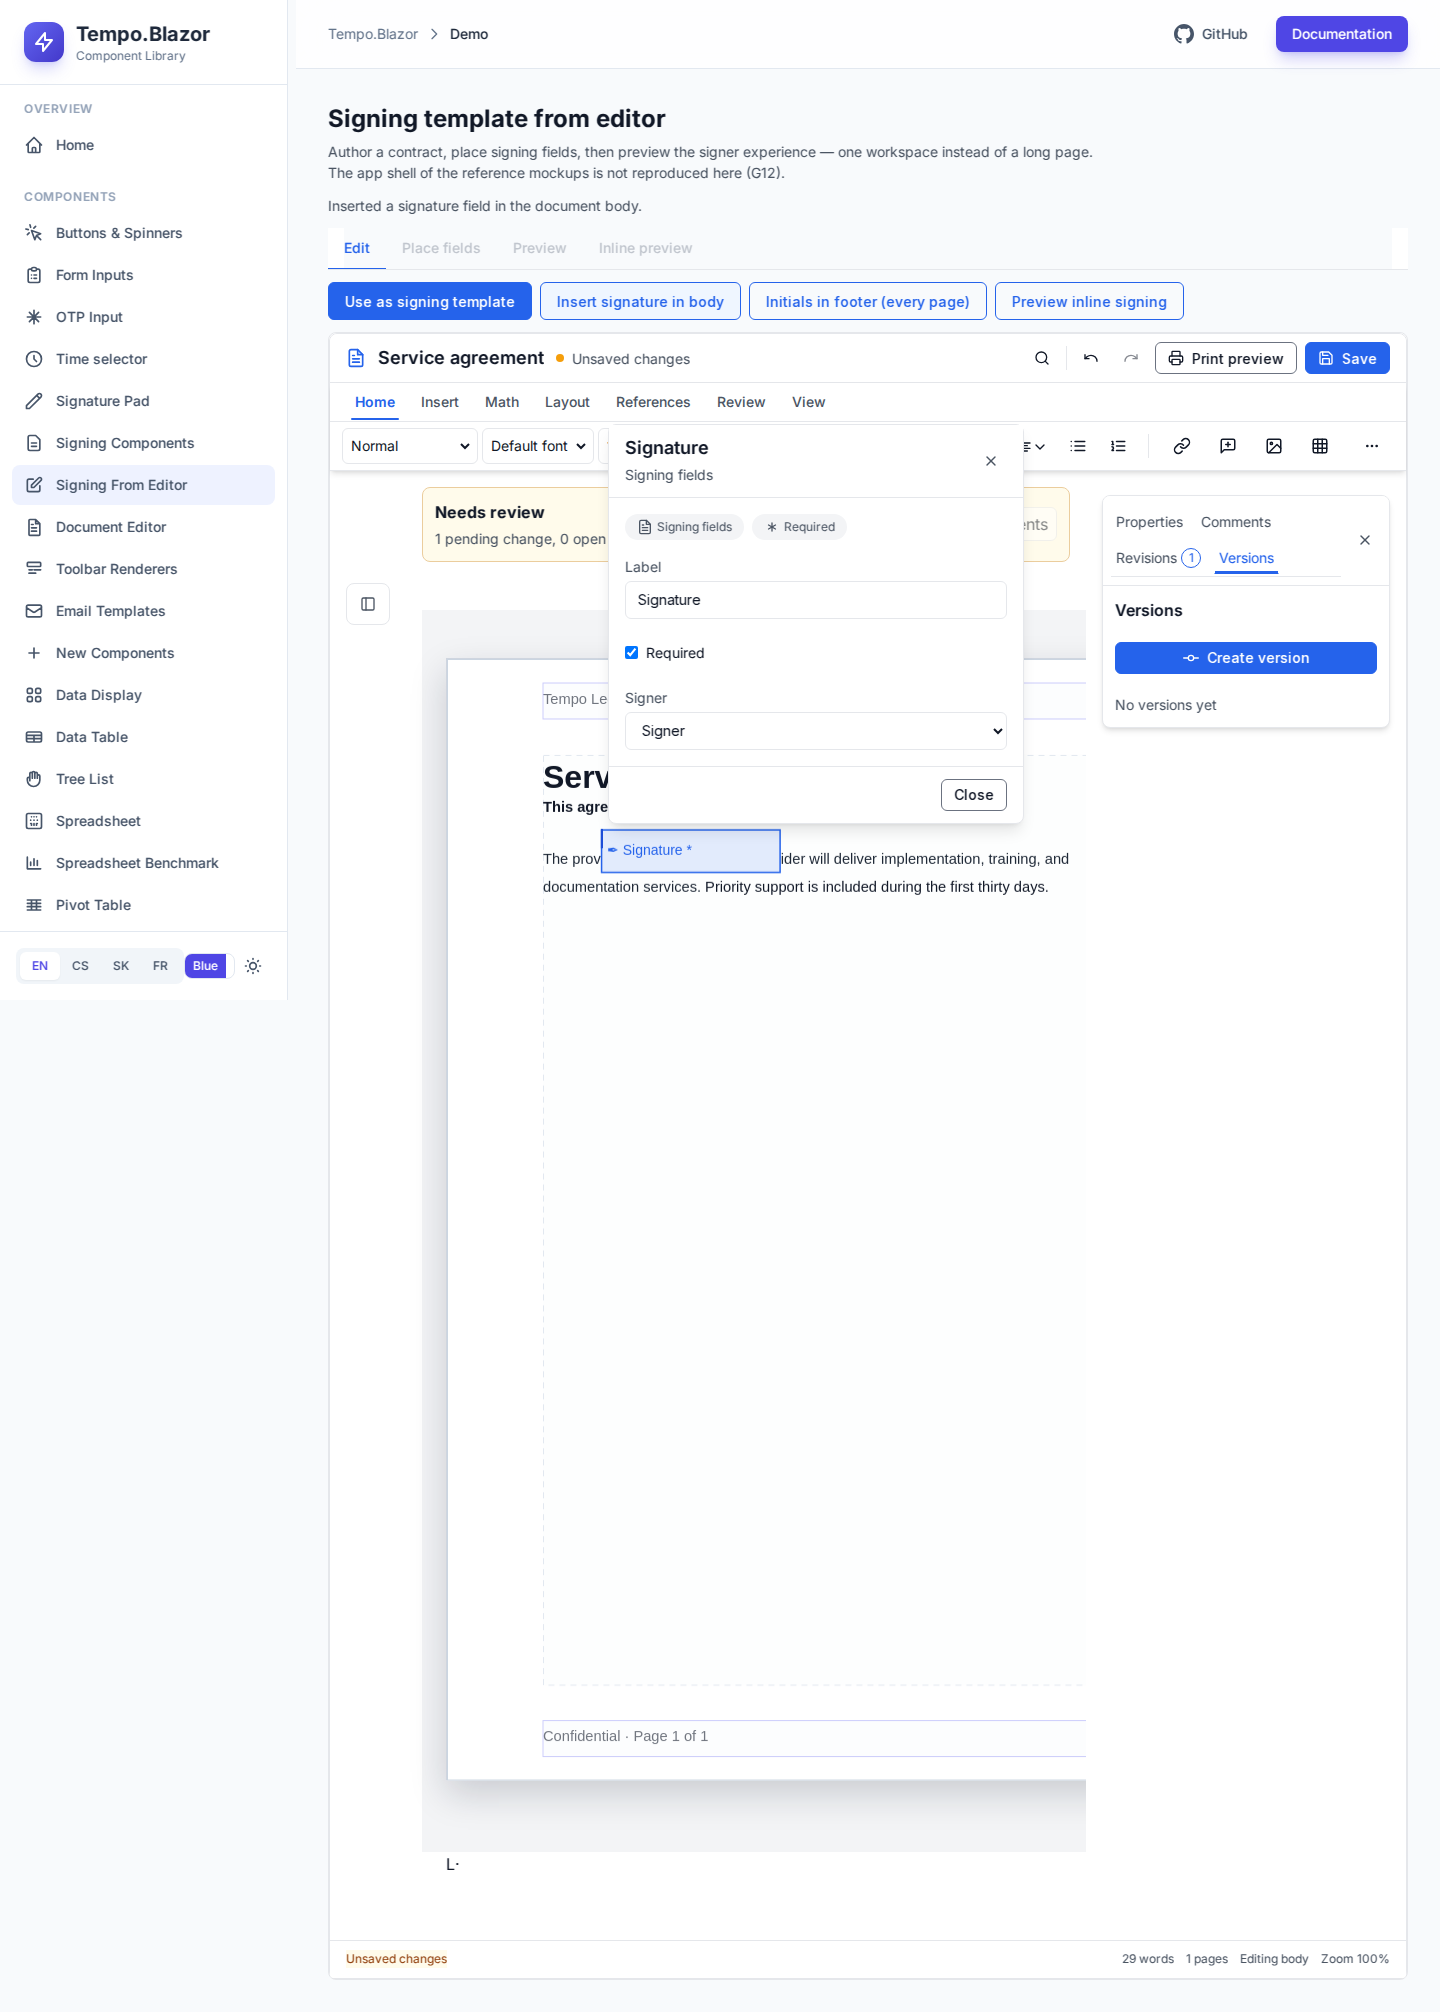 Tempo.Blazor
Component Library
OVERVIEW
Home
COMPONENTS
Buttons & Spinners
Form Inputs
OTP Input
Time selector
Signature Pad
Signing Components
Signing From Editor
Document Editor
Toolbar Renderers
Email Templates
New Components
Data Display
Data Table
Tree List
Spreadsheet
Spreadsheet Benchmark
Pivot Table
EN CS SK FR Blue
Tempo.Blazor > Demo
GitHub
Documentation
Signing template from editor
Author a contract, place signing fields, then preview the signer experience — one workspace instead of a long page.
The app shell of the reference mockups is not reproduced here (G12).
Inserted a signature field in the document body.
Edit Place fields Preview Inline preview
Use as signing template Insert signature in body Initials in footer (every page) Preview inline signing
Service agreement Unsaved changes
Print preview Save
Home Insert Math Layout References Review View
Normal Default font
Needs review
1 pending change, 0 open
Signature
Signing fields
Signing fields Required
Label
Signature
Required
Signer
Signer
Close
Properties Comments
Revisions 1 Versions
Versions
Create version
No versions yet
Tempo Le
Serv
This agre
The prov
✒ Signature *
ider will deliver implementation, training, and
documentation services. Priority support is included during the first thirty days.
Confidential · Page 1 of 1
L·
Unsaved changes
29 words 1 pages Editing body Zoom 100%